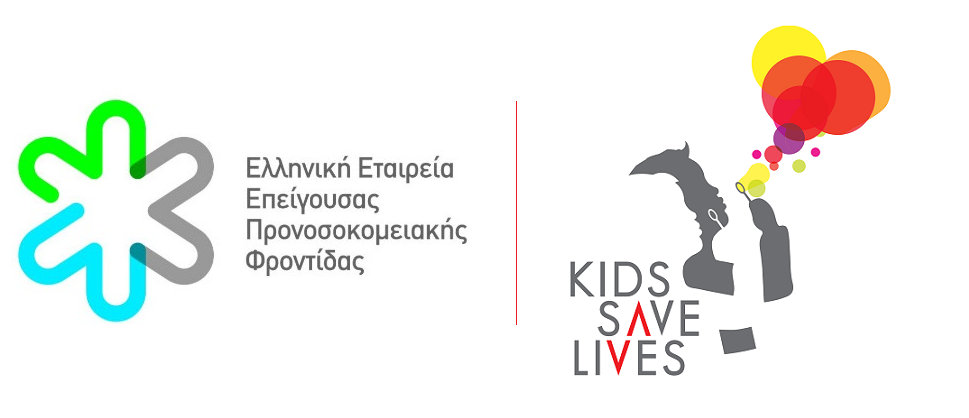 Ελληνική Εταιρεία
Επείγουσας
Προνοσοκομειακής
Φροντίδας
KIDS
SAVE
LIVES